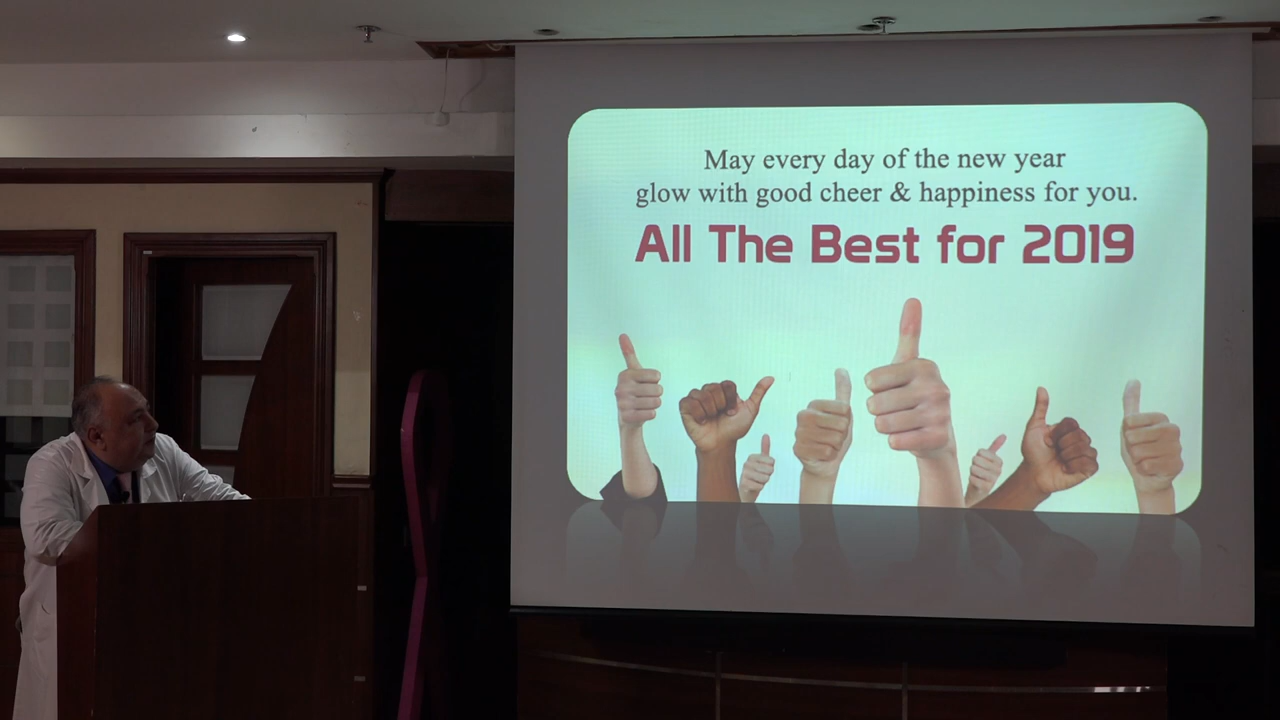 May every day of the new year
glow with good cheer & happiness for you.
All The Best for 2019